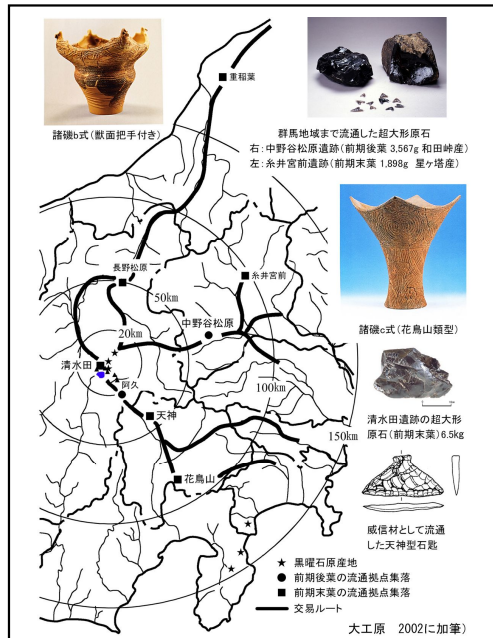 諸磯b式(獣面把手付き)
群馬地域まで流通した超大形原石
右:中野谷松原遺跡(前期後葉 3,567g 和田峠産)
左:糸井宮前遺跡(前期末葉 1,898g 星ヶ塔産)
重稲葉
長野松原
糸井宮前
50km
中野谷松原
20km
諸磯c式(花鳥山類型)
清水田
阿久
100km
天神
150km
清水田遺跡の超大形
原石(前期末葉)6.5kg
花鳥山
威信材として流通
した天神型石匙
★ 黒曜石原産地
● 前期後葉の流通拠点集落
■ 前期末葉の流通拠点集落
交易ルート
大工原 2002に加筆)